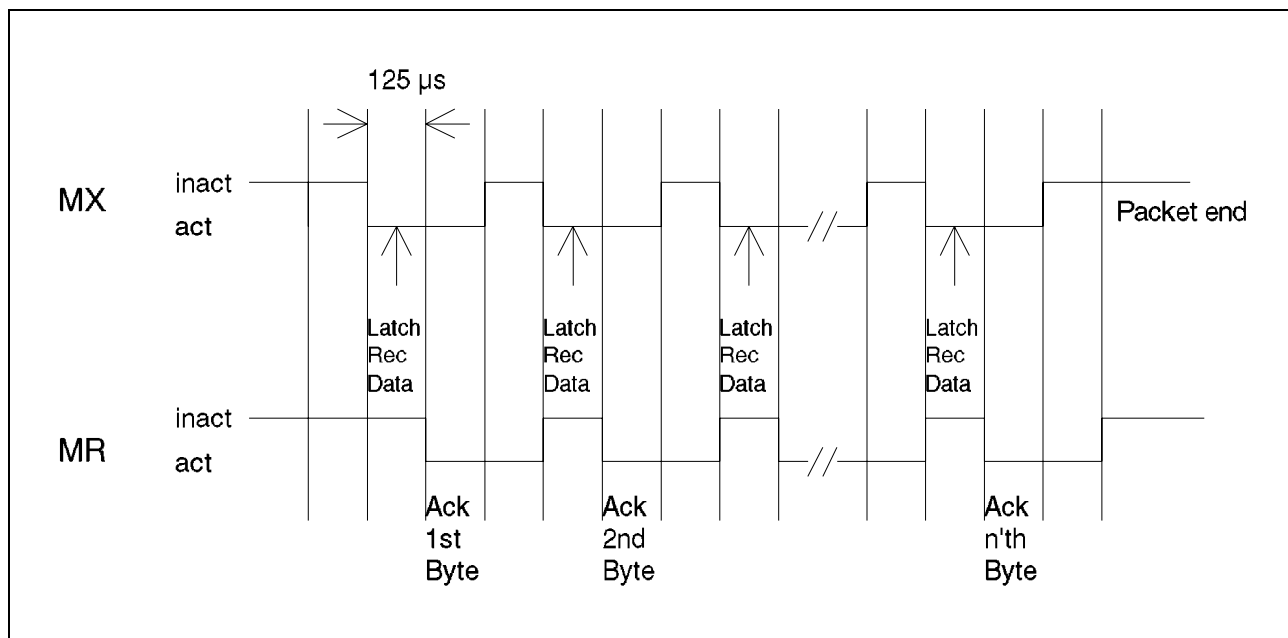 125 µs
MX
inact
act
Packet end
Latch Latch Latch Latch
Rec Rec Rec Rec
Data Data Data Data
MR
inact
act
Ack Ack Ack
1st 2nd n'th
Byte Byte Byte